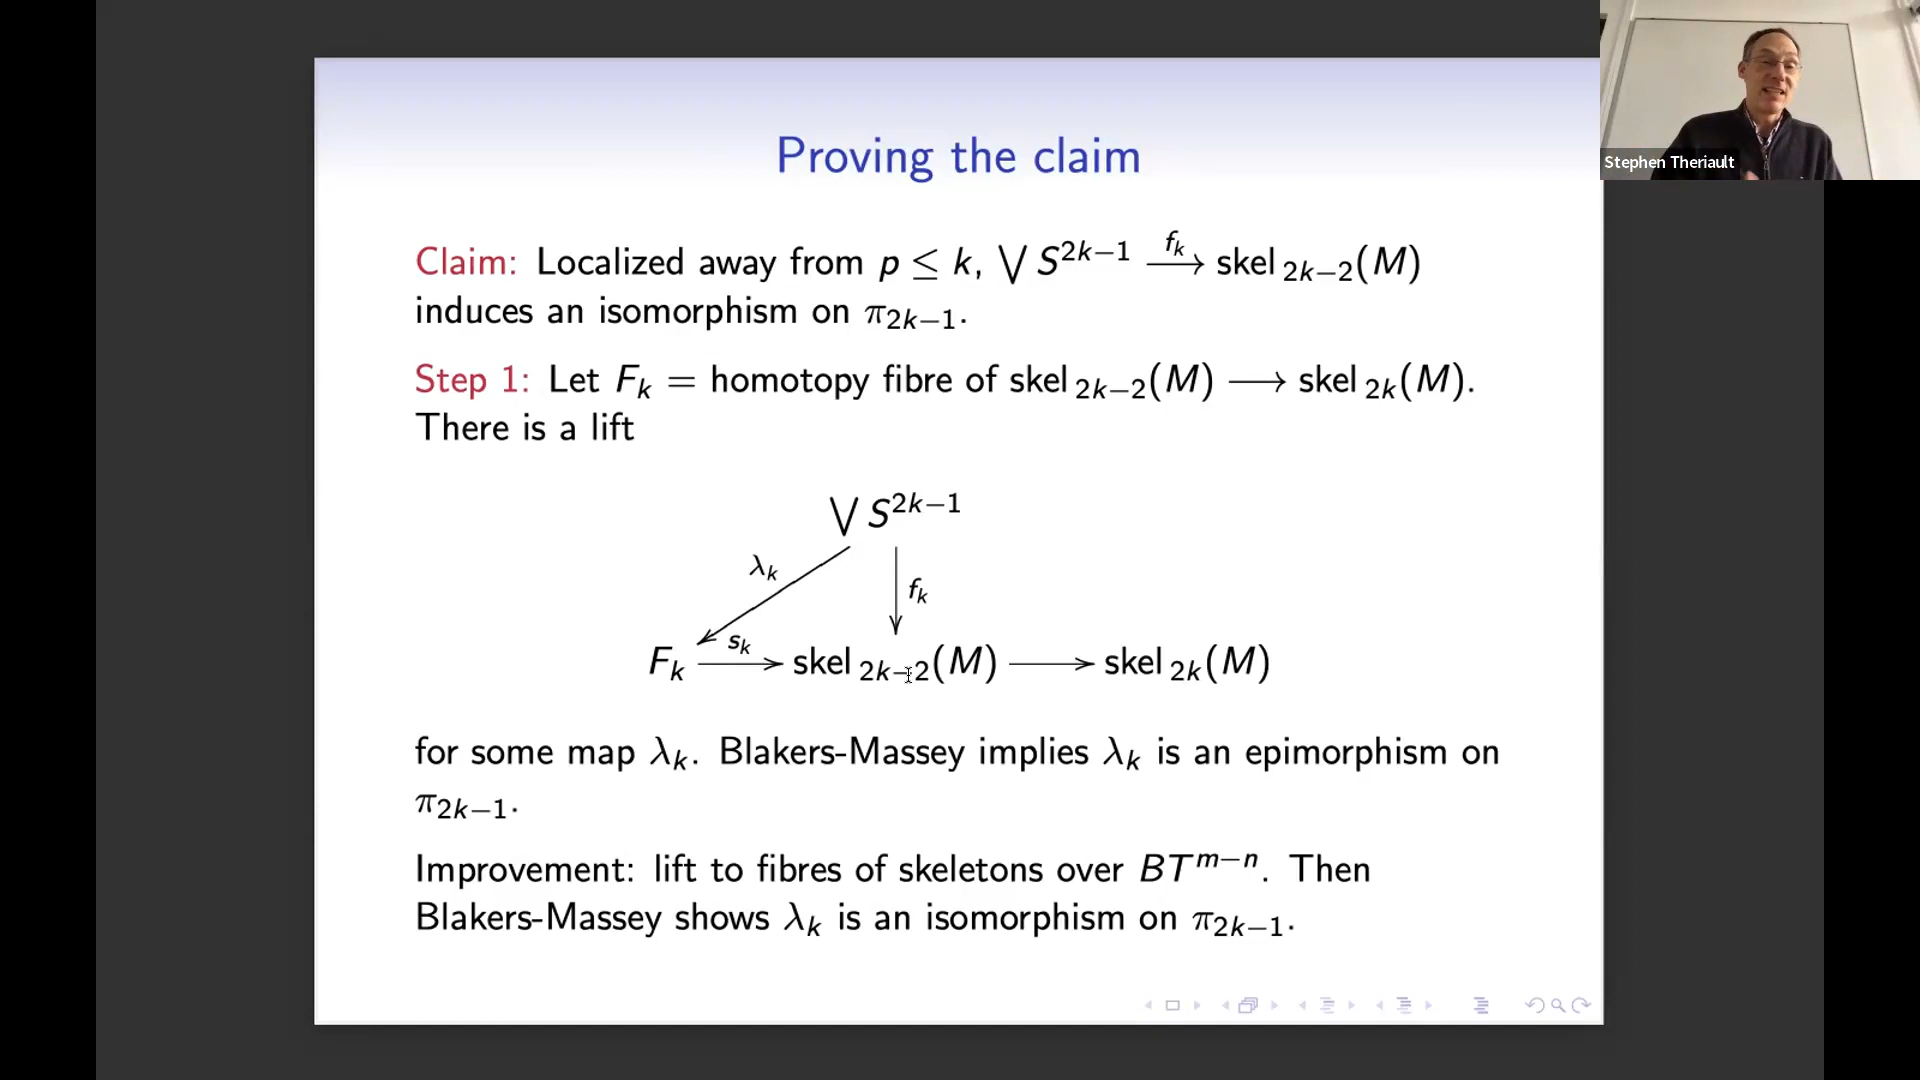 Stephen Theriault
Proving the claim
Claim: Localized away from p ≤ k, ⋁ S^{2k−1} \xrightarrow{f_k} skel_{2k−2}(M)
induces an isomorphism on π_{2k−1}.
Step 1: Let F_k = homotopy fibre of skel_{2k−2}(M) ⟶ skel_{2k}(M).
There is a lift
⋁ S^{2k−1}
λ_k
f_k
s_k
F_k ⟶ skel_{2k−2}(M) ⟶ skel_{2k}(M)
for some map λ_k. Blakers-Massey implies λ_k is an epimorphism on
π_{2k−1}.
Improvement: lift to fibres of skeletons over BT^{m−n}. Then
Blakers-Massey shows λ_k is an isomorphism on π_{2k−1}.